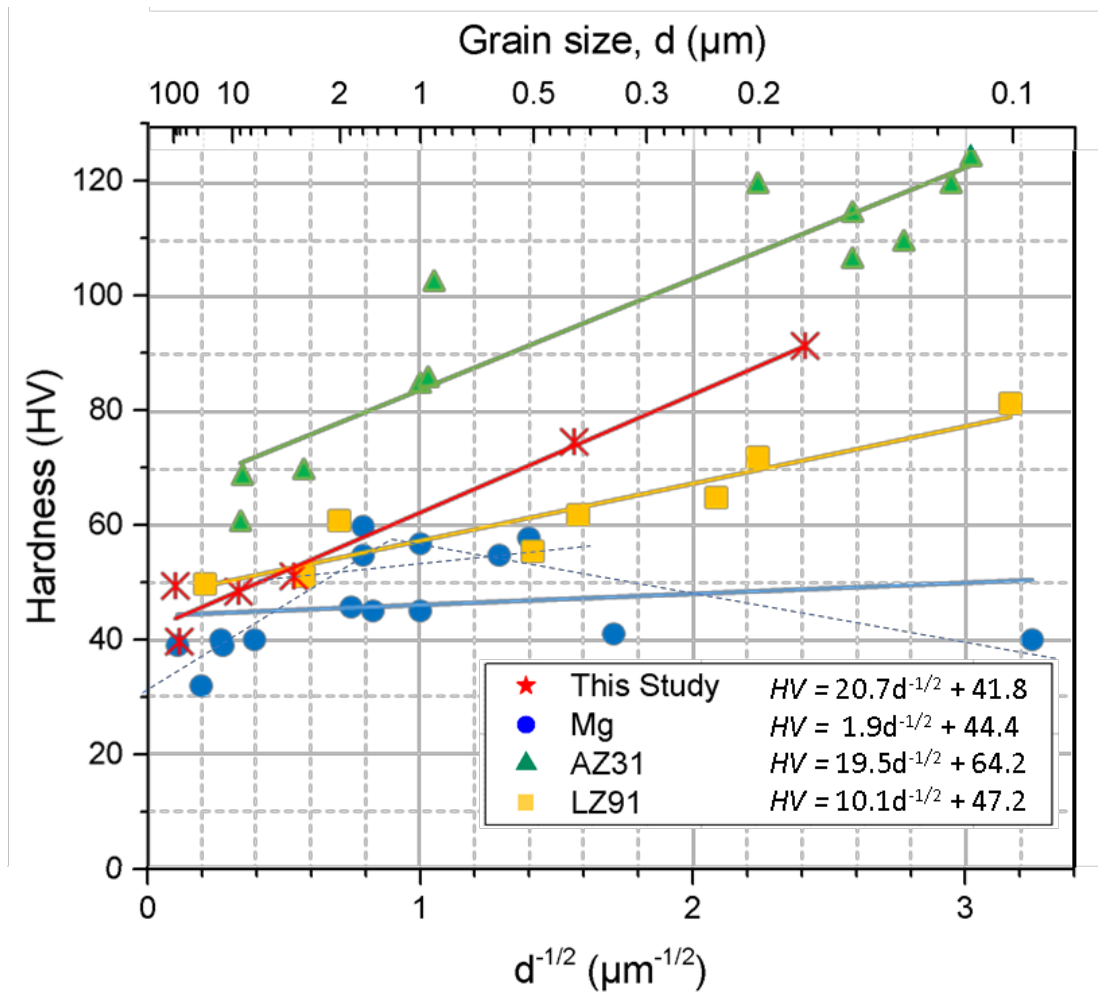 Grain size, d (µm)
100 10 2 1 0.5 0.3 0.2 0.1
Hardness (HV)
120
100
80
60
40
20
0
This Study HV = 20.7d⁻¹/² + 41.8
Mg HV = 1.9d⁻¹/² + 44.4
AZ31 HV = 19.5d⁻¹/² + 64.2
LZ91 HV = 10.1d⁻¹/² + 47.2
0 1 2 3
d⁻¹/² (µm⁻¹/²)